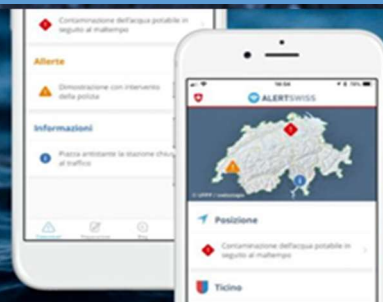 Contaminazione dell'acqua potabile in
seguito al maltempo
Allerte
Dimostrazione con intervento
della polizia
Informazioni
Piazza antistante la stazione
al traffico
ALERTSWISS
Posizione
Contaminazione dell'acqua potabile in
seguito al maltempo
Ticino